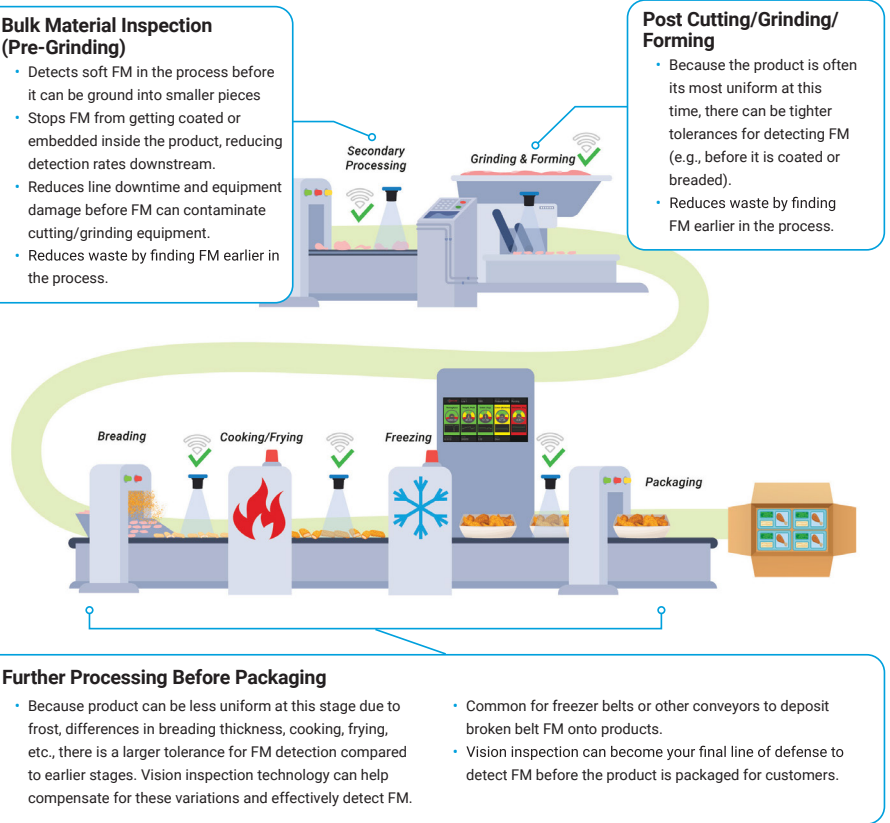 Bulk Material Inspection
(Pre-Grinding)
• Detects soft FM in the process before
it can be ground into smaller pieces
• Stops FM from getting coated or
embedded inside the product, reducing
detection rates downstream.
• Reduces line downtime and equipment
damage before FM can contaminate
cutting/grinding equipment.
• Reduces waste by finding FM earlier in
the process.
Post Cutting/Grinding/
Forming
• Because the product is often
its most uniform at this
time, there can be tighter
tolerances for detecting FM
(e.g., before it is coated or
breaded).
• Reduces waste by finding
FM earlier in the process.
Secondary
Processing
Grinding & Forming
Breading
Cooking/Frying
Freezing
Packaging
Further Processing Before Packaging
• Because product can be less uniform at this stage due to
frost, differences in breading thickness, cooking, frying,
etc., there is a larger tolerance for FM detection compared
to earlier stages. Vision inspection technology can help
compensate for these variations and effectively detect FM.
• Common for freezer belts or other conveyors to deposit
broken belt FM onto products.
• Vision inspection can become your final line of defense to
detect FM before the product is packaged for customers.